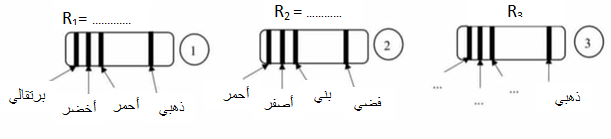 R₁= ............
R₂ = ............
R₃
1
2
3
برتقالي أخضر أحمر ذهبي
أحمر أصفر بني فضي
... ... ... ذهبي